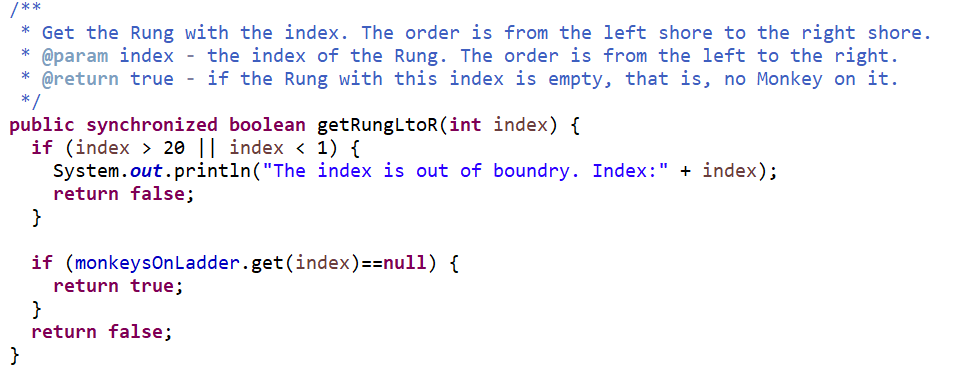 /**
 * Get the Rung with the index. The order is from the left shore to the right shore.
 * @param index - the index of the Rung. The order is from the left to the right.
 * @return true - if the Rung with this index is empty, that is, no Monkey on it.
 */
public synchronized boolean getRungLtoR(int index) {
  if (index > 20 || index < 1) {
    System.out.println("The index is out of boundry. Index:" + index);
    return false;
  }

  if (monkeysOnLadder.get(index)==null) {
    return true;
  }
  return false;
}